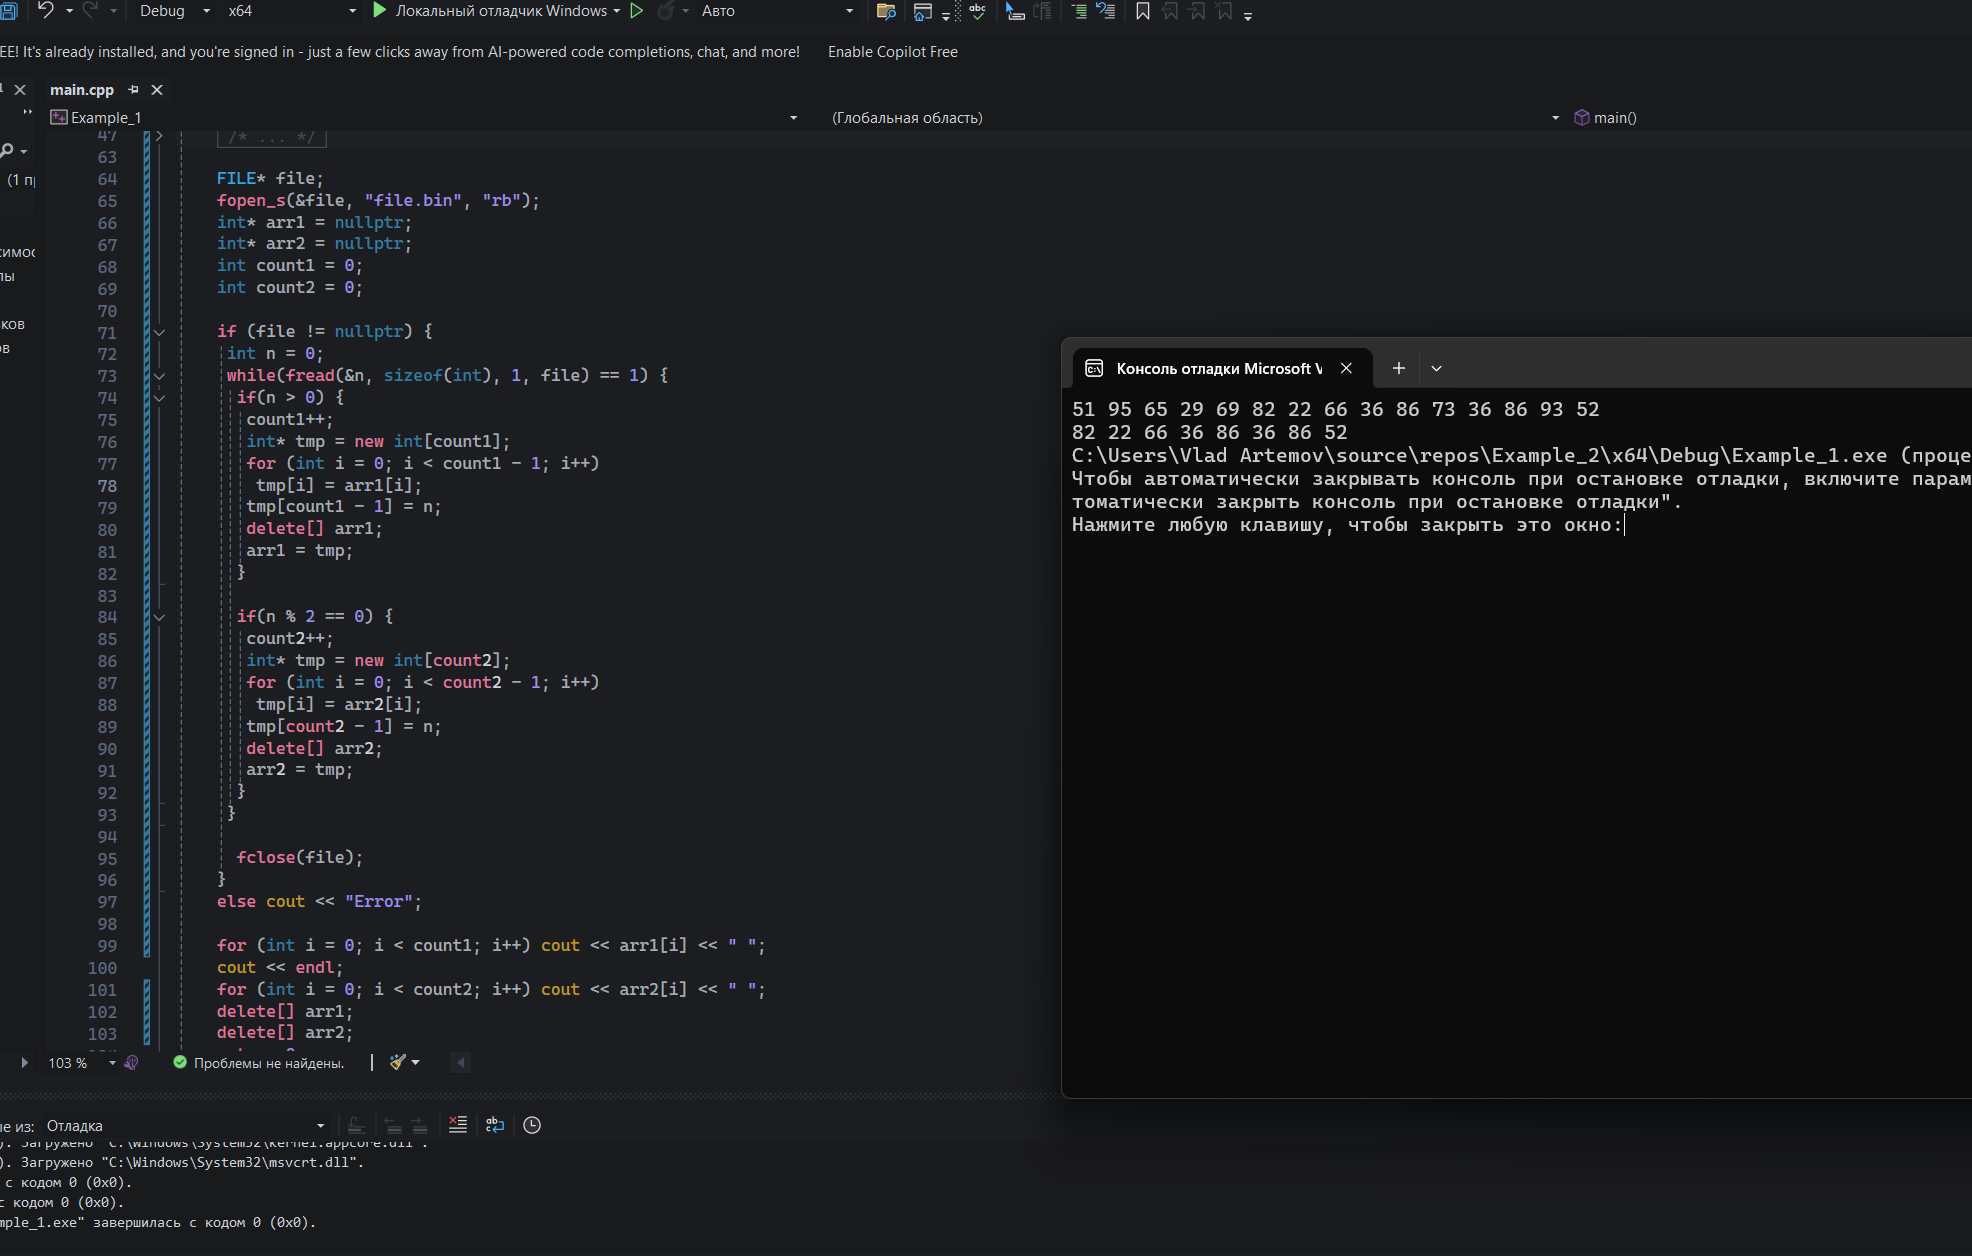 Debug x64 Локальный отладчик Windows Авто
EE! It's already installed, and you're signed in - just a few clicks away from AI-powered code completions, chat, and more! Enable Copilot Free
main.cpp
Example_1 (Глобальная область) main()
47 /* ... */
63
64 FILE* file;
65 fopen_s(&file, "file.bin", "rb");
66 int* arr1 = nullptr;
67 int* arr2 = nullptr;
68 int count1 = 0;
69 int count2 = 0;
70
71 if (file != nullptr) {
72 int n = 0;
73 while(fread(&n, sizeof(int), 1, file) == 1) {
74 if(n > 0) {
75 count1++;
76 int* tmp = new int[count1];
77 for (int i = 0; i < count1 - 1; i++)
78 tmp[i] = arr1[i];
79 tmp[count1 - 1] = n;
80 delete[] arr1;
81 arr1 = tmp;
82 }
83
84 if(n % 2 == 0) {
85 count2++;
86 int* tmp = new int[count2];
87 for (int i = 0; i < count2 - 1; i++)
88 tmp[i] = arr2[i];
89 tmp[count2 - 1] = n;
90 delete[] arr2;
91 arr2 = tmp;
92 }
93 }
94
95 fclose(file);
96 }
97 else cout << "Error";
98
99 for (int i = 0; i < count1; i++) cout << arr1[i] << " ";
100 cout << endl;
101 for (int i = 0; i < count2; i++) cout << arr2[i] << " ";
102 delete[] arr1;
103 delete[] arr2;
(1 п
симос
лы
ков
ов
103 % Проблемы не найдены.
Консоль отладки Microsoft V
51 95 65 29 69 82 22 66 36 86 73 36 86 93 52
82 22 66 36 86 36 86 52
C:\Users\Vlad Artemov\source\repos\Example_2\x64\Debug\Example_1.exe (проце
Чтобы автоматически закрывать консоль при остановке отладки, включите парам
томатически закрыть консоль при остановке отладки".
Нажмите любую клавишу, чтобы закрыть это окно:
е из: Отладка
). Загружено "C:\Windows\System32\kernel.appcore.dll".
). Загружено "C:\Windows\System32\msvcrt.dll".
с кодом 0 (0x0).
с кодом 0 (0x0).
mple_1.exe" завершилась с кодом 0 (0x0).